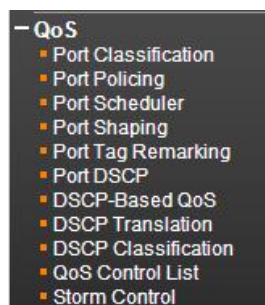 QoS
Port Classification
Port Policing
Port Scheduler
Port Shaping
Port Tag Remarking
Port DSCP
DSCP-Based QoS
DSCP Translation
DSCP Classification
QoS Control List
Storm Control